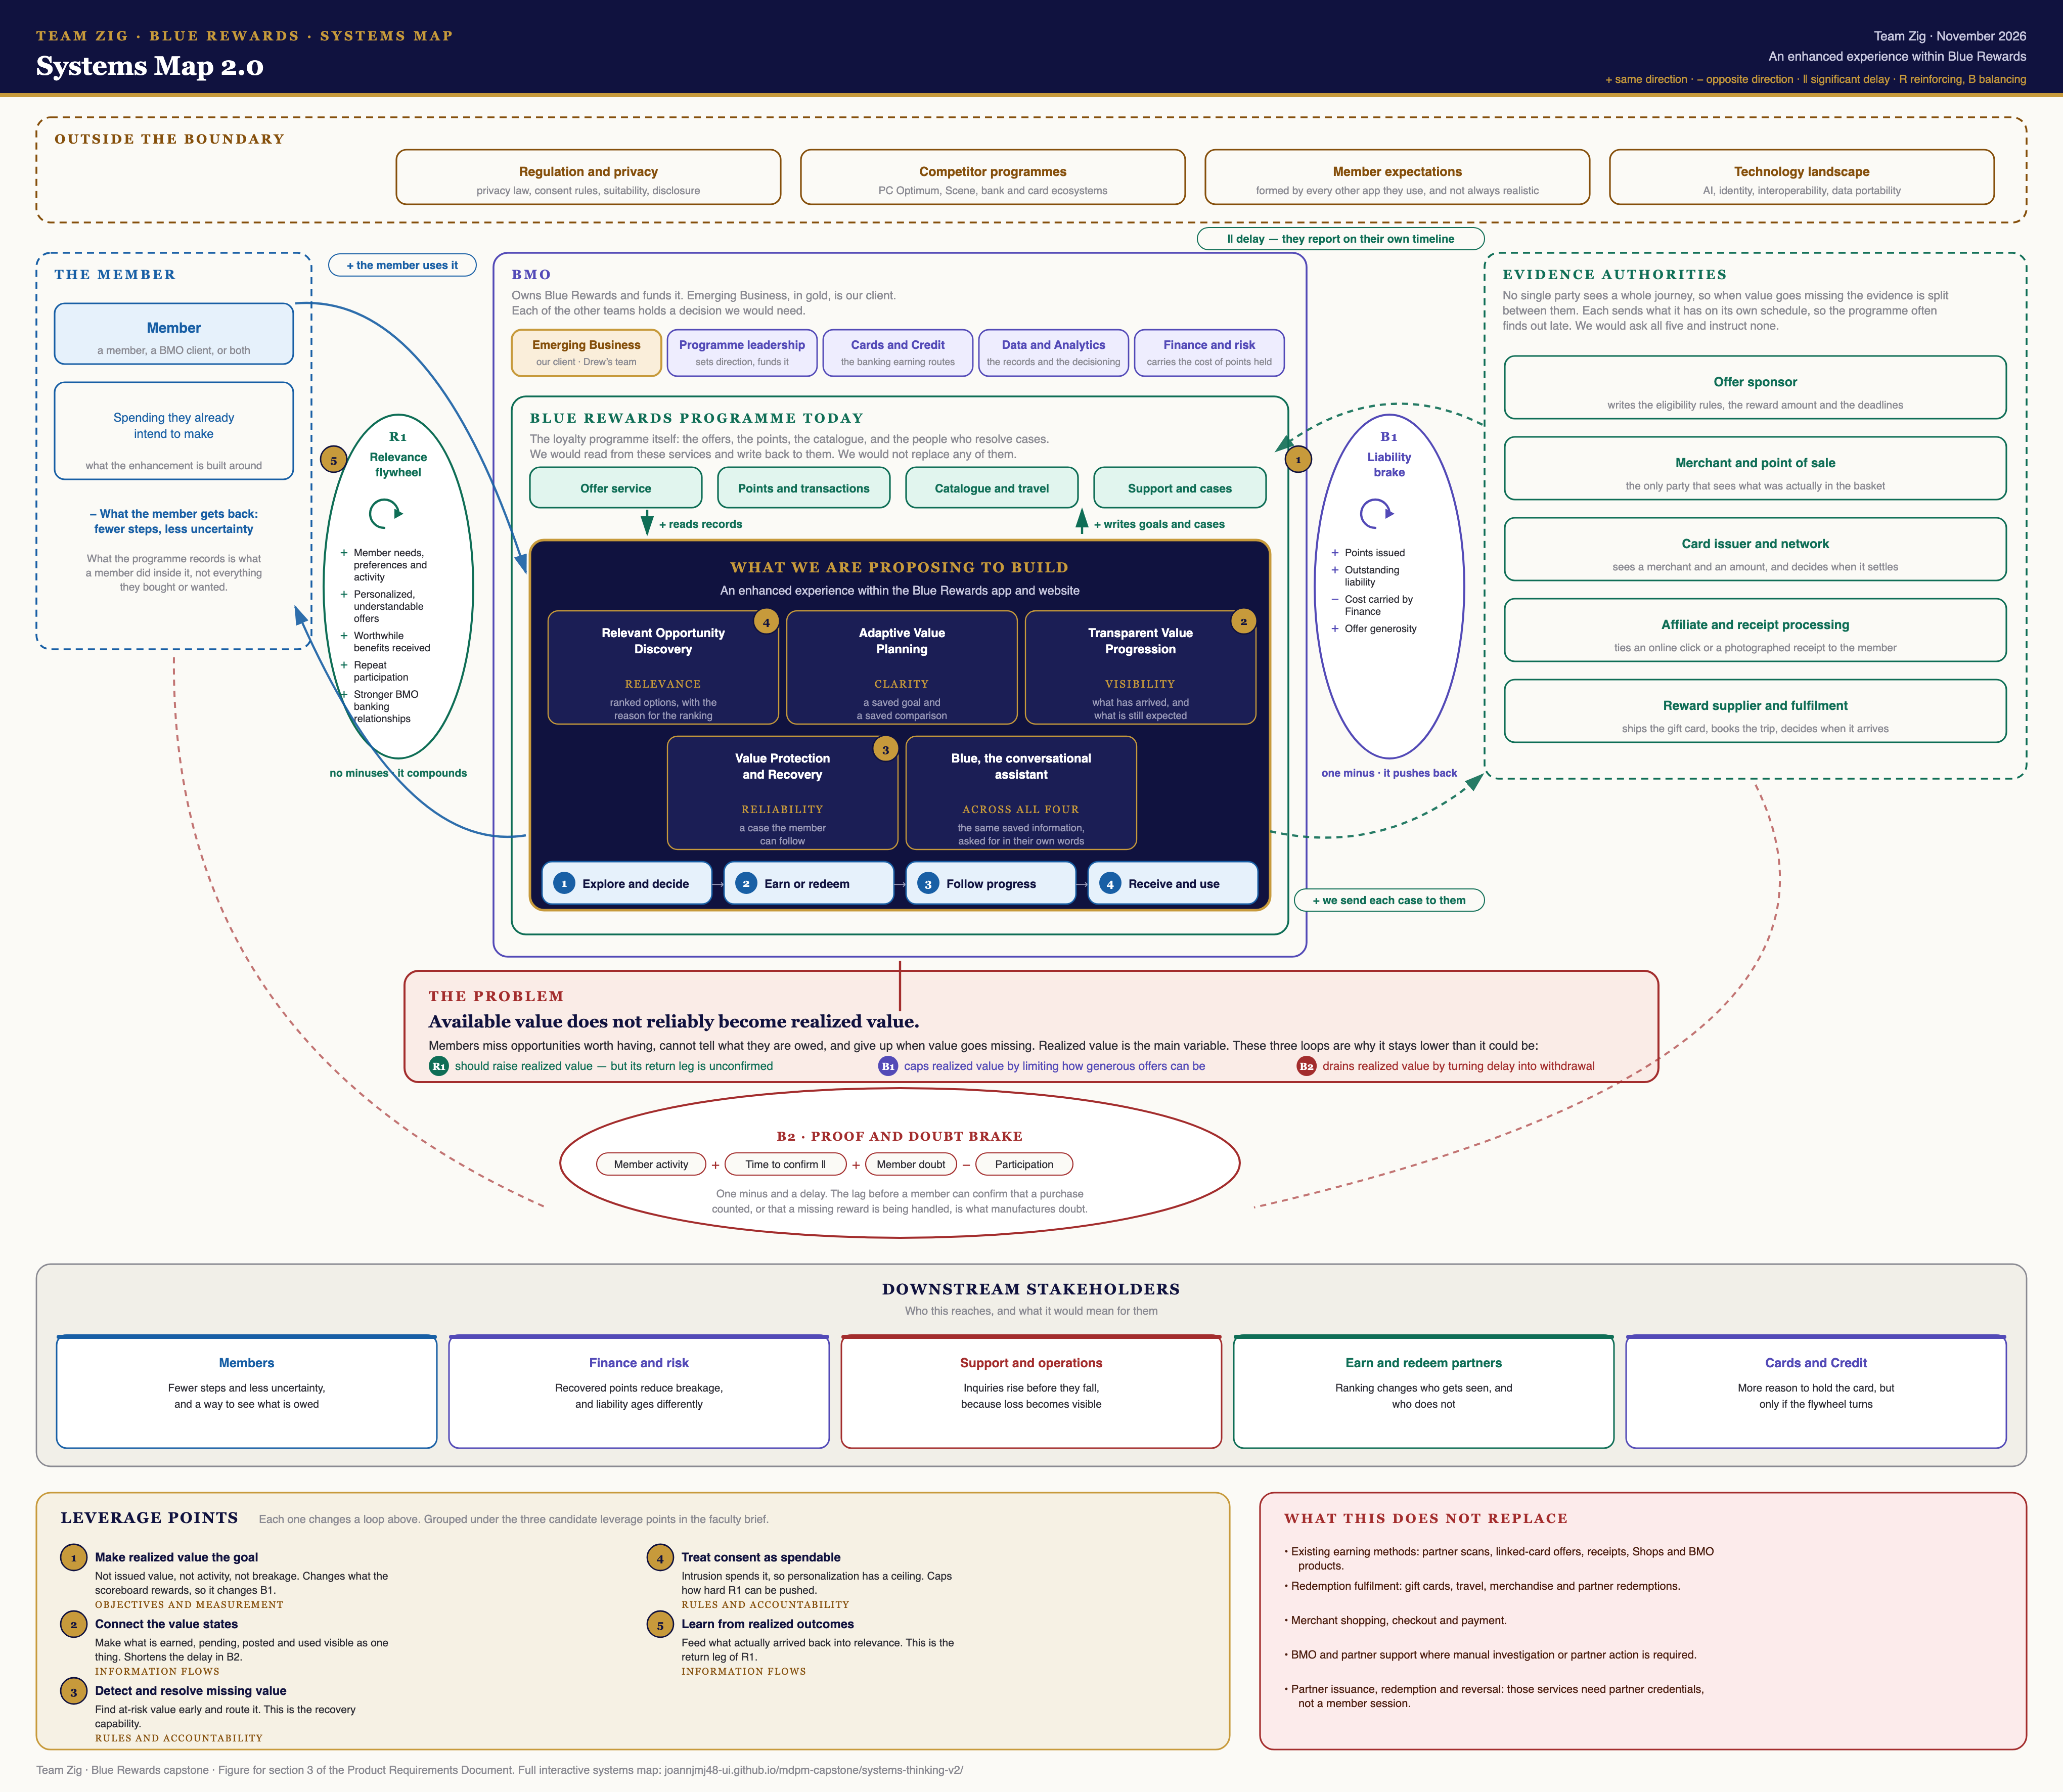 TEAM ZIG · BLUE REWARDS · SYSTEMS MAP
Systems Map 2.0
Team Zig · November 2026
An enhanced experience within Blue Rewards
+ same direction · − opposite direction · ‖ significant delay · R reinforcing, B balancing
OUTSIDE THE BOUNDARY
Regulation and privacy
privacy law, consent rules, suitability, disclosure
Competitor programmes
PC Optimum, Scene, bank and card ecosystems
Member expectations
formed by every other app they use, and not always realistic
Technology landscape
AI, identity, interoperability, data portability
‖ delay — they report on their own timeline
+ the member uses it
THE MEMBER
Member
a member, a BMO client, or both
Spending they already
intend to make
what the enhancement is built around
– What the member gets back:
fewer steps, less uncertainty
What the programme records is what
a member did inside it, not everything
they bought or wanted.
5
R1
Relevance
flywheel
+ Member needs,
preferences and
activity
+ Personalized,
understandable
offers
+ Worthwhile
benefits received
+ Repeat
participation
+ Stronger BMO
banking
relationships
no minuses · it compounds
BMO
Owns Blue Rewards and funds it. Emerging Business, in gold, is our client.
Each of the other teams holds a decision we would need.
Emerging Business
our client · Drew's team
Programme leadership
sets direction, funds it
Cards and Credit
the banking earning routes
Data and Analytics
the records and the decisioning
Finance and risk
carries the cost of points held
BLUE REWARDS PROGRAMME TODAY
The loyalty programme itself: the offers, the points, the catalogue, and the people who resolve cases.
We would read from these services and write back to them. We would not replace any of them.
Offer service
Points and transactions
Catalogue and travel
Support and cases
+ reads records
+ writes goals and cases
WHAT WE ARE PROPOSING TO BUILD
An enhanced experience within the Blue Rewards app and website
4
Relevant Opportunity
Discovery
RELEVANCE
ranked options, with the
reason for the ranking
Adaptive Value
Planning
CLARITY
a saved goal and
a saved comparison
2
Transparent Value
Progression
VISIBILITY
what has arrived, and
what is still expected
3
Value Protection
and Recovery
RELIABILITY
a case the member
can follow
Blue, the conversational
assistant
ACROSS ALL FOUR
the same saved information,
asked for in their own words
1 Explore and decide
→
2 Earn or redeem
→
3 Follow progress
→
4 Receive and use
1
B1
Liability
brake
+ Points issued
+ Outstanding
liability
− Cost carried by
Finance
+ Offer generosity
one minus · it pushes back
EVIDENCE AUTHORITIES
No single party sees a whole journey, so when value goes missing the evidence is split
between them. Each sends what it has on its own schedule, so the programme often
finds out late. We would ask all five and instruct none.
Offer sponsor
writes the eligibility rules, the reward amount and the deadlines
Merchant and point of sale
the only party that sees what was actually in the basket
Card issuer and network
sees a merchant and an amount, and decides when it settles
Affiliate and receipt processing
ties an online click or a photographed receipt to the member
Reward supplier and fulfilment
ships the gift card, books the trip, decides when it arrives
+ we send each case to them
THE PROBLEM
Available value does not reliably become realized value.
Members miss opportunities worth having, cannot tell what they are owed, and give up when value goes missing. Realized value is the main variable. These three loops are why it stays lower than it could be:
R1 should raise realized value — but its return leg is unconfirmed
B1 caps realized value by limiting how generous offers can be
B2 drains realized value by turning delay into withdrawal
B2 · PROOF AND DOUBT BRAKE
Member activity + Time to confirm ‖ + Member doubt − Participation
One minus and a delay. The lag before a member can confirm that a purchase
counted, or that a missing reward is being handled, is what manufactures doubt.
DOWNSTREAM STAKEHOLDERS
Who this reaches, and what it would mean for them
Members
Fewer steps and less uncertainty,
and a way to see what is owed
Finance and risk
Recovered points reduce breakage,
and liability ages differently
Support and operations
Inquiries rise before they fall,
because loss becomes visible
Earn and redeem partners
Ranking changes who gets seen, and
who does not
Cards and Credit
More reason to hold the card, but
only if the flywheel turns
LEVERAGE POINTS
Each one changes a loop above. Grouped under the three candidate leverage points in the faculty brief.
1 Make realized value the goal
Not issued value, not activity, not breakage. Changes what the
scoreboard rewards, so it changes B1.
OBJECTIVES AND MEASUREMENT
2 Connect the value states
Make what is earned, pending, posted and used visible as one
thing. Shortens the delay in B2.
INFORMATION FLOWS
3 Detect and resolve missing value
Find at-risk value early and route it. This is the recovery
capability.
RULES AND ACCOUNTABILITY
4 Treat consent as spendable
Intrusion spends it, so personalization has a ceiling. Caps
how hard R1 can be pushed.
RULES AND ACCOUNTABILITY
5 Learn from realized outcomes
Feed what actually arrived back into relevance. This is the
return leg of R1.
INFORMATION FLOWS
WHAT THIS DOES NOT REPLACE
• Existing earning methods: partner scans, linked-card offers, receipts, Shops and BMO
products.
• Redemption fulfilment: gift cards, travel, merchandise and partner redemptions.
• Merchant shopping, checkout and payment.
• BMO and partner support where manual investigation or partner action is required.
• Partner issuance, redemption and reversal: those services need partner credentials,
not a member session.
Team Zig · Blue Rewards capstone · Figure for section 3 of the Product Requirements Document. Full interactive systems map: joannjmj48-ui.github.io/mdpm-capstone/systems-thinking-v2/